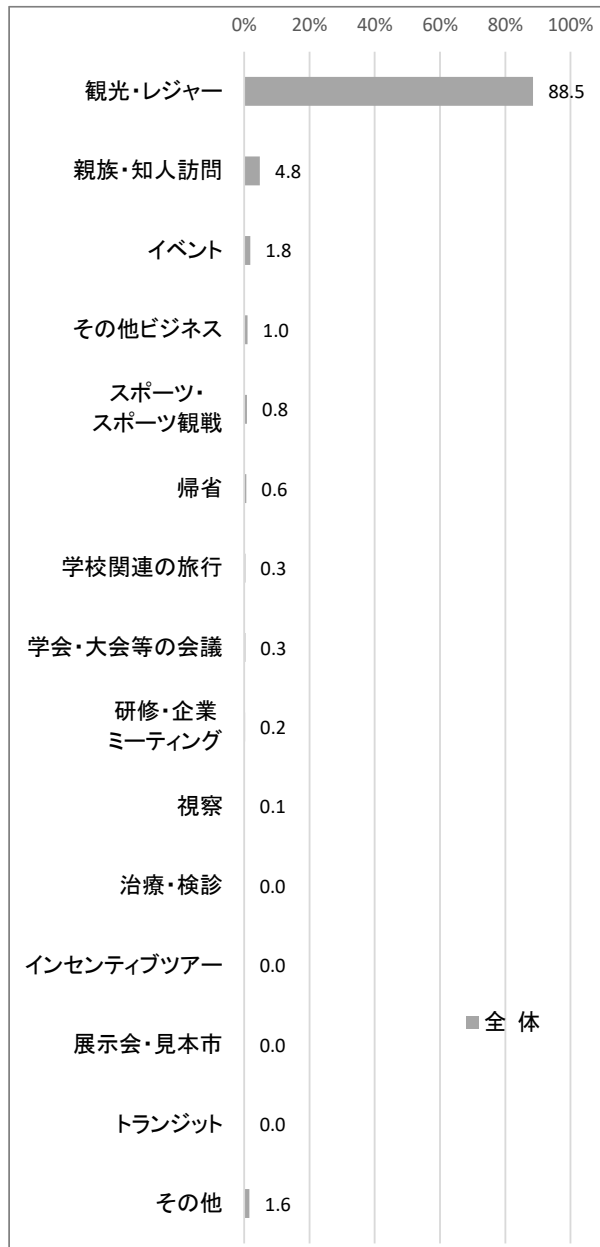 0% 20% 40% 60% 80% 100%
観光・レジャー 88.5
親族・知人訪問 4.8
イベント 1.8
その他ビジネス 1.0
スポーツ・
スポーツ観戦 0.8
帰省 0.6
学校関連の旅行 0.3
学会・大会等の会議 0.3
研修・企業
ミーティング 0.2
視察 0.1
治療・検診 0.0
インセンティブツアー 0.0
全 体
展示会・見本市 0.0
トランジット 0.0
その他 1.6